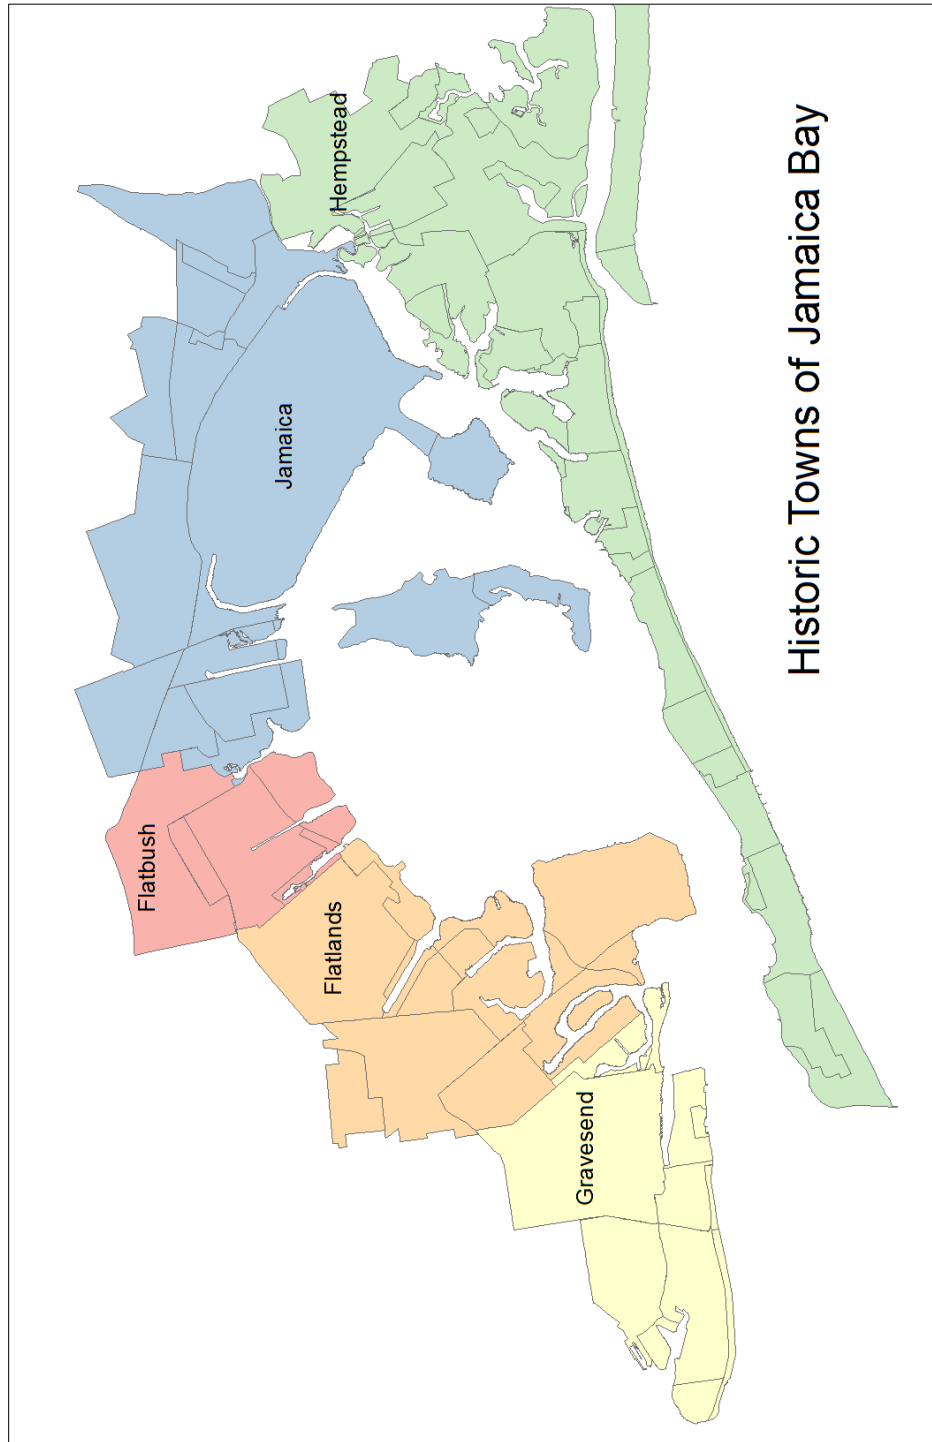 Historic Towns of Jamaica Bay
Flatbush
Jamaica
Hempstead
Flatlands
Gravesend